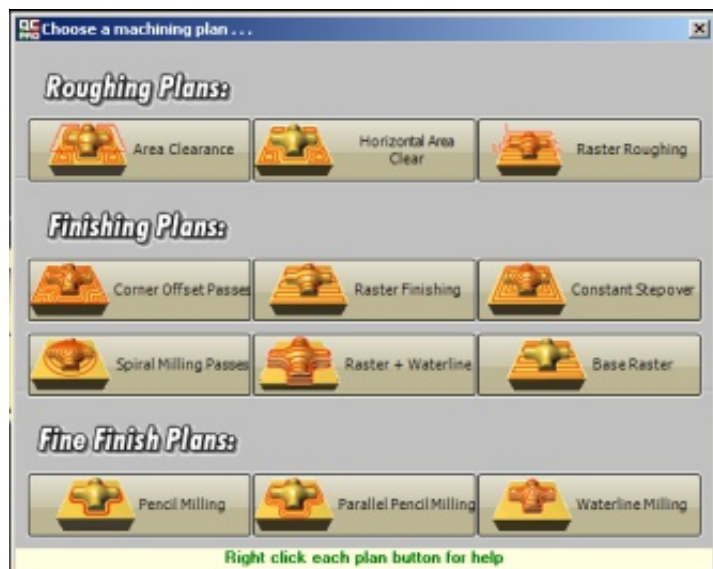 QC PRO
Choose a machining plan . . .
Roughing Plans:
Area Clearance
Horizontal Area
Clear
Raster Roughing
Finishing Plans:
Corner Offset Passes
Raster Finishing
Constant Stepover
Spiral Milling Passes
Raster + Waterline
Base Raster
Fine Finish Plans:
Pencil Milling
Parallel Pencil Milling
Waterline Milling
Right click each plan button for help